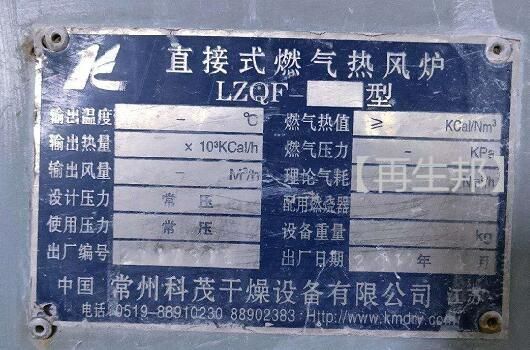 直接式燃气热风炉
LZQF- 型
输出温度 - ℃ 燃气热值 ≥ KCal/Nm³
输出热量 × 10⁴KCal/h 燃气压力 - KPa
输出风量 - M³/h 理论气耗 Nm³/h
设计压力 常 压 配用燃烧器
使用压力 常 压 设备重量 kg
出厂编号 出厂日期 年 月
【再生邦】
中国 常州科茂干燥设备有限公司 江苏
电话:0519-88910230 88902383:Http://www.kmdry.com